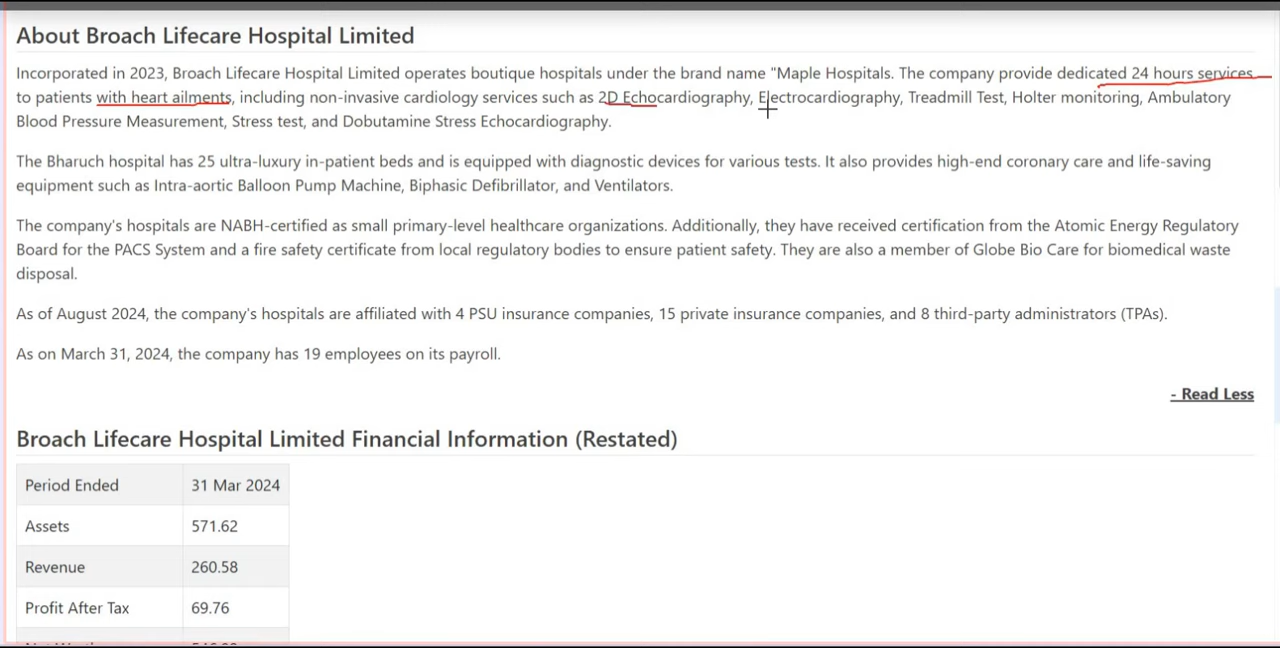 About Broach Lifecare Hospital Limited
Incorporated in 2023, Broach Lifecare Hospital Limited operates boutique hospitals under the brand name "Maple Hospitals. The company provide dedicated 24 hours services
to patients with heart ailments, including non-invasive cardiology services such as 2D Echocardiography, Electrocardiography, Treadmill Test, Holter monitoring, Ambulatory
Blood Pressure Measurement, Stress test, and Dobutamine Stress Echocardiography.
The Bharuch hospital has 25 ultra-luxury in-patient beds and is equipped with diagnostic devices for various tests. It also provides high-end coronary care and life-saving
equipment such as Intra-aortic Balloon Pump Machine, Biphasic Defibrillator, and Ventilators.
The company's hospitals are NABH-certified as small primary-level healthcare organizations. Additionally, they have received certification from the Atomic Energy Regulatory
Board for the PACS System and a fire safety certificate from local regulatory bodies to ensure patient safety. They are also a member of Globe Bio Care for biomedical waste
disposal.
As of August 2024, the company's hospitals are affiliated with 4 PSU insurance companies, 15 private insurance companies, and 8 third-party administrators (TPAs).
As on March 31, 2024, the company has 19 employees on its payroll.
- Read Less
Broach Lifecare Hospital Limited Financial Information (Restated)
Period Ended 31 Mar 2024
Assets 571.62
Revenue 260.58
Profit After Tax 69.76